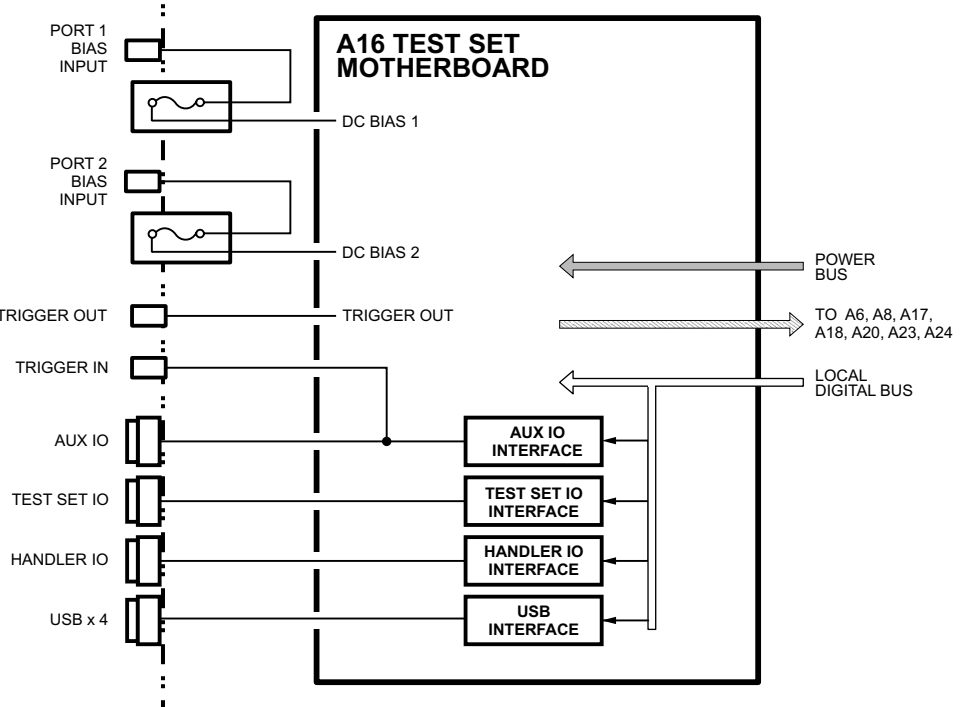 PORT 1
BIAS
INPUT
A16 TEST SET
MOTHERBOARD
DC BIAS 1
PORT 2
BIAS
INPUT
DC BIAS 2
POWER
BUS
TRIGGER OUT
TRIGGER OUT
TO A6, A8, A17,
A18, A20, A23, A24
TRIGGER IN
LOCAL
DIGITAL BUS
AUX IO
AUX IO
INTERFACE
TEST SET IO
TEST SET IO
INTERFACE
HANDLER IO
HANDLER IO
INTERFACE
USB x 4
USB
INTERFACE